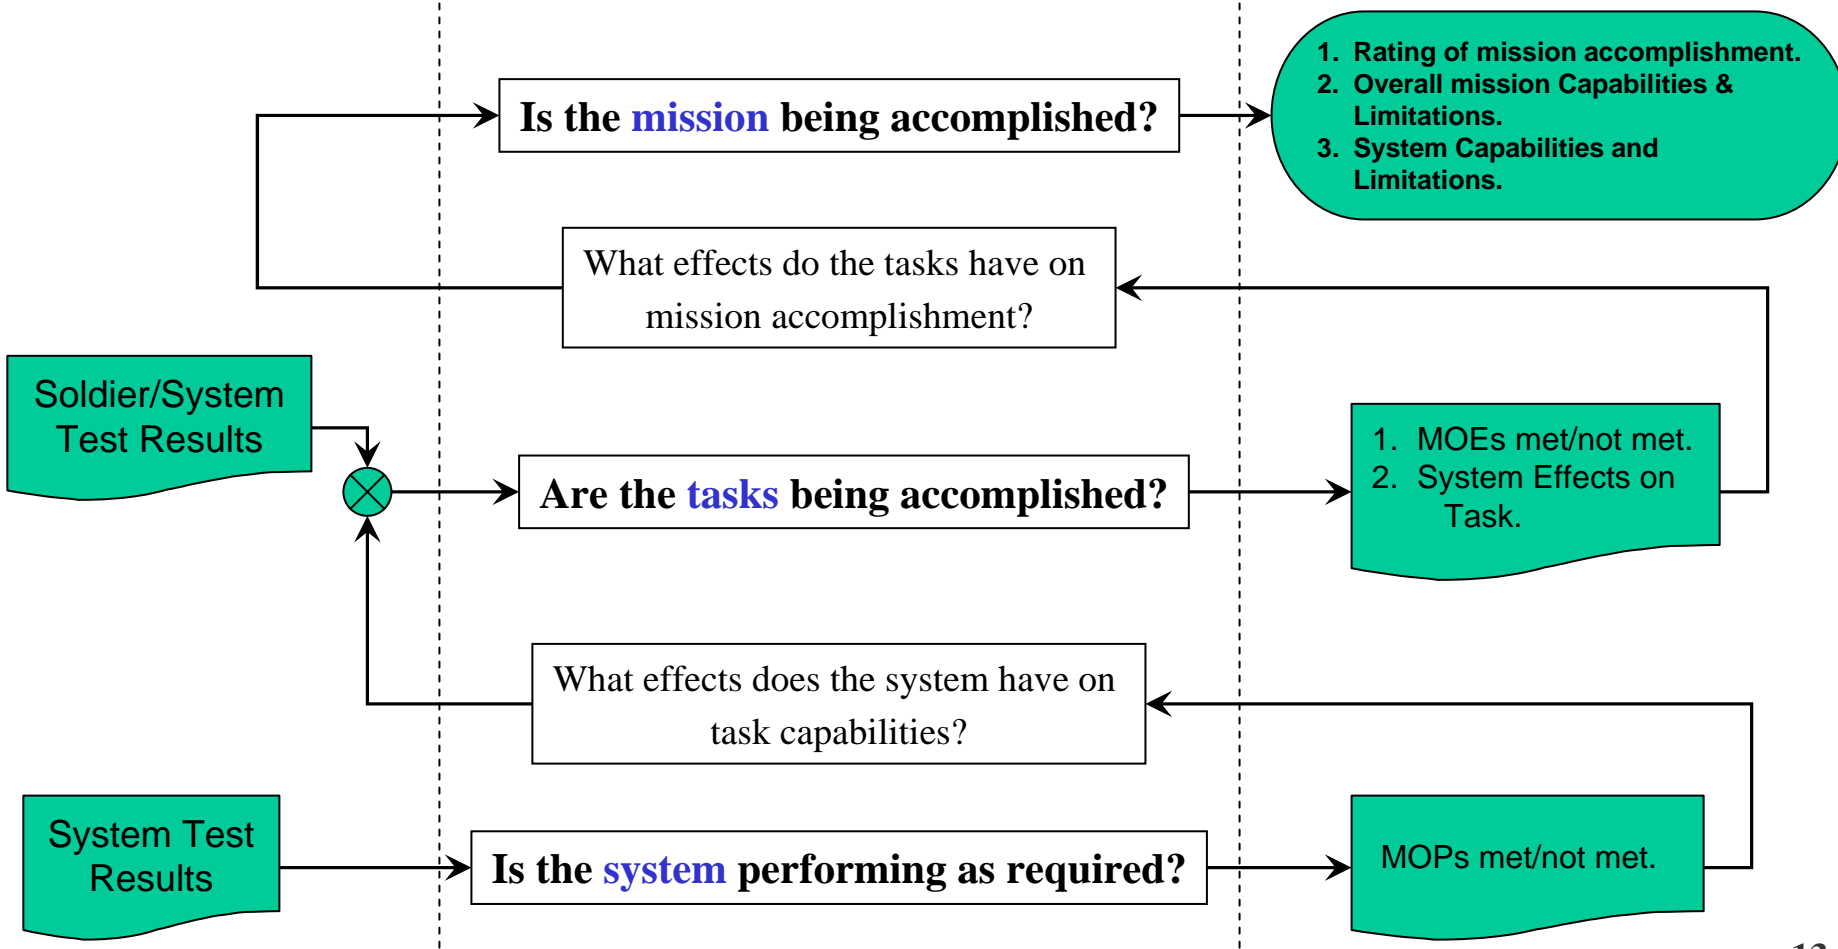 1. Rating of mission accomplishment.
2. Overall mission Capabilities &
Limitations.
3. System Capabilities and
Limitations.
Is the mission being accomplished?
What effects do the tasks have on
mission accomplishment?
Soldier/System
Test Results
Are the tasks being accomplished?
1. MOEs met/not met.
2. System Effects on
Task.
What effects does the system have on
task capabilities?
System Test
Results
Is the system performing as required?
MOPs met/not met.